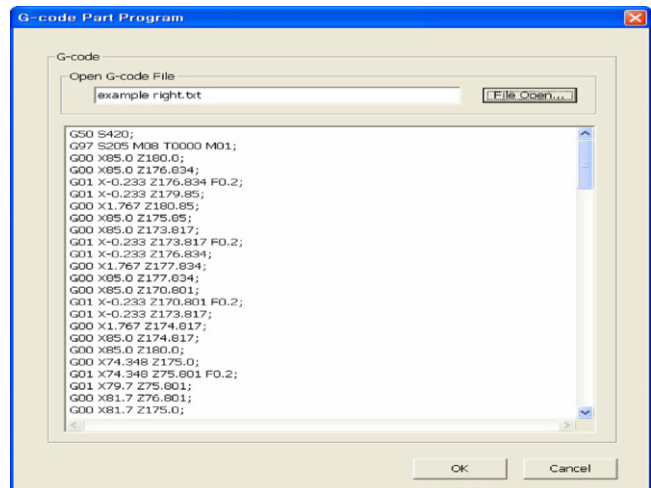 G-code Part Program
G-code
Open G-code File
example right.txt
File Open...
G50 S420;
G97 S205 M08 T0000 M01;
G00 X85.0 Z180.0;
G00 X85.0 Z176.834;
G01 X-0.233 Z176.834 F0.2;
G01 X-0.233 Z179.85;
G00 X1.767 Z180.85;
G00 X85.0 Z175.85;
G00 X85.0 Z173.817;
G01 X-0.233 Z173.817 F0.2;
G01 X-0.233 Z176.834;
G00 X1.767 Z177.834;
G00 X85.0 Z177.834;
G00 X85.0 Z170.801;
G01 X-0.233 Z170.801 F0.2;
G01 X-0.233 Z173.817;
G00 X1.767 Z174.817;
G00 X85.0 Z174.817;
G00 X85.0 Z180.0;
G00 X74.348 Z175.0;
G01 X74.348 Z75.801 F0.2;
G01 X79.7 Z75.801;
G00 X81.7 Z76.801;
G00 X81.7 Z175.0;
OK
Cancel